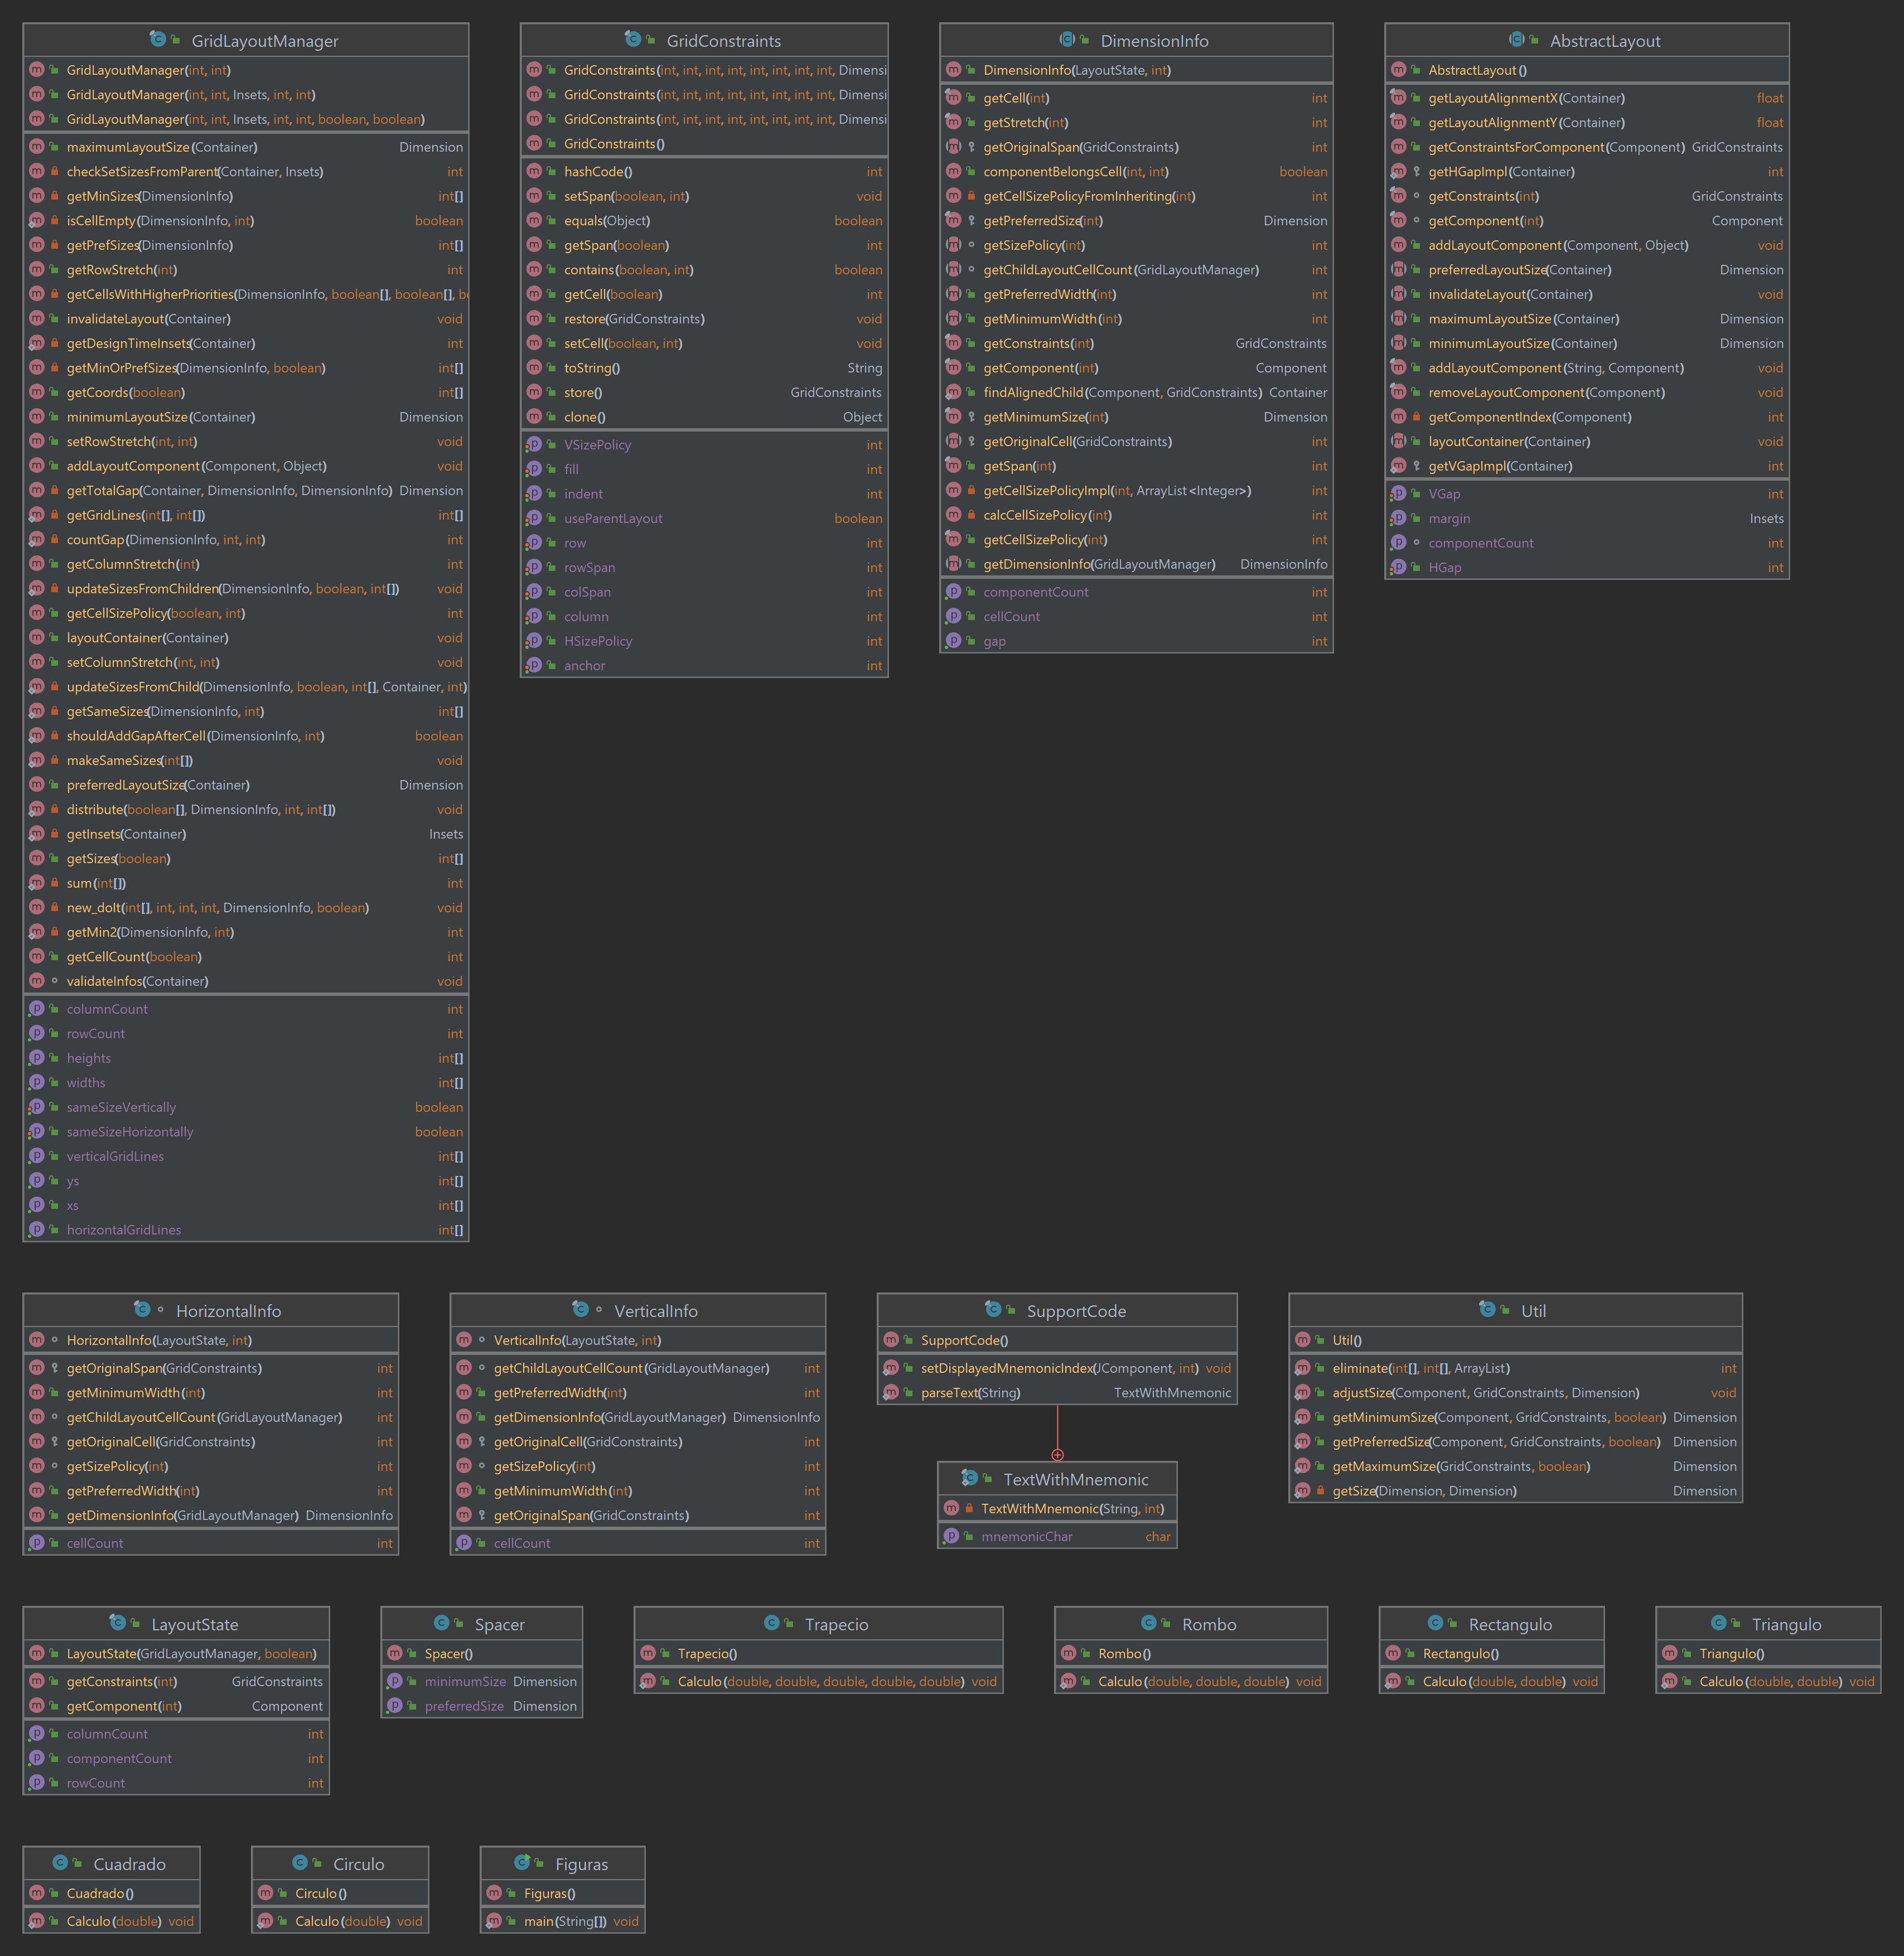 GridLayoutManager
GridLayoutManager(int, int)
GridLayoutManager(int, int, Insets, int, int)
GridLayoutManager(int, int, Insets, int, int, boolean, boolean)
maximumLayoutSize(Container) Dimension
checkSetSizesFromParent(Container, Insets) int
getMinSizes(DimensionInfo) int[]
isCellEmpty(DimensionInfo, int) boolean
getPrefSizes(DimensionInfo) int[]
getRowStretch(int) int
getCellsWithHigherPriorities(DimensionInfo, boolean[], boolean[], b
invalidateLayout(Container) void
getDesignTimeInsets(Container) int
getMinOrPrefSizes(DimensionInfo, boolean) int[]
getCoords(boolean) int[]
minimumLayoutSize(Container) Dimension
setRowStretch(int, int) void
addLayoutComponent(Component, Object) void
getTotalGap(Container, DimensionInfo, DimensionInfo) Dimension
getGridLines(int[], int[]) int[]
countGap(DimensionInfo, int, int) int
getColumnStretch(int) int
updateSizesFromChildren(DimensionInfo, boolean, int[]) void
getCellSizePolicy(boolean, int) int
layoutContainer(Container) void
setColumnStretch(int, int) void
updateSizesFromChild(DimensionInfo, boolean, int[], Container, int)
getSameSizes(DimensionInfo, int) int[]
shouldAddGapAfterCell(DimensionInfo, int) boolean
makeSameSizes(int[]) void
preferredLayoutSize(Container) Dimension
distribute(boolean[], DimensionInfo, int, int[]) void
getInsets(Container) Insets
getSizes(boolean) int[]
sum(int[]) int
new_doIt(int[], int, int, int, DimensionInfo, boolean) void
getMin2(DimensionInfo, int) int
getCellCount(boolean) int
validateInfos(Container) void
columnCount int
rowCount int
heights int[]
widths int[]
sameSizeVertically boolean
sameSizeHorizontally boolean
verticalGridLines int[]
ys int[]
xs int[]
horizontalGridLines int[]
GridConstraints
GridConstraints(int, int, int, int, int, int, int, int, Dimensi
GridConstraints(int, int, int, int, int, int, int, int, Dimensi
GridConstraints(int, int, int, int, int, int, int, int, Dimensi
GridConstraints()
hashCode() int
setSpan(boolean, int) void
equals(Object) boolean
getSpan(boolean) int
contains(boolean, int) boolean
getCell(boolean) int
restore(GridConstraints) void
setCell(boolean, int) void
toString() String
store() GridConstraints
clone() Object
VSizePolicy int
fill int
indent int
useParentLayout boolean
row int
rowSpan int
colSpan int
column int
HSizePolicy int
anchor int
DimensionInfo
DimensionInfo(LayoutState, int)
getCell(int) int
getStretch(int) int
getOriginalSpan(GridConstraints) int
componentBelongsCell(int, int) boolean
getCellSizePolicyFromInheriting(int) int
getPreferredSize(int) Dimension
getSizePolicy(int) int
getChildLayoutCellCount(GridLayoutManager) int
getPreferredWidth(int) int
getMinimumWidth(int) int
getConstraints(int) GridConstraints
getComponent(int) Component
findAlignedChild(Component, GridConstraints) Container
getMinimumSize(int) Dimension
getOriginalCell(GridConstraints) int
getSpan(int) int
getCellSizePolicyImpl(int, ArrayList<Integer>) int
calcCellSizePolicy(int) int
getCellSizePolicy(int) int
getDimensionInfo(GridLayoutManager) DimensionInfo
componentCount int
cellCount int
gap int
AbstractLayout
AbstractLayout()
getLayoutAlignmentX(Container) float
getLayoutAlignmentY(Container) float
getConstraintsForComponent(Component) GridConstraints
getHGapImpl(Container) int
getConstraints(int) GridConstraints
getComponent(int) Component
addLayoutComponent(Component, Object) void
preferredLayoutSize(Container) Dimension
invalidateLayout(Container) void
maximumLayoutSize(Container) Dimension
minimumLayoutSize(Container) Dimension
addLayoutComponent(String, Component) void
removeLayoutComponent(Component) void
getComponentIndex(Component) int
layoutContainer(Container) void
getVGapImpl(Container) int
VGap int
margin Insets
componentCount int
HGap int
HorizontalInfo
HorizontalInfo(LayoutState, int)
getOriginalSpan(GridConstraints) int
getMinimumWidth(int) int
getChildLayoutCellCount(GridLayoutManager) int
getOriginalCell(GridConstraints) int
getSizePolicy(int) int
getPreferredWidth(int) int
getDimensionInfo(GridLayoutManager) DimensionInfo
cellCount int
VerticalInfo
VerticalInfo(LayoutState, int)
getChildLayoutCellCount(GridLayoutManager) int
getPreferredWidth(int) int
getDimensionInfo(GridLayoutManager) DimensionInfo
getOriginalCell(GridConstraints) int
getSizePolicy(int) int
getMinimumWidth(int) int
getOriginalSpan(GridConstraints) int
cellCount int
SupportCode
SupportCode()
setDisplayedMnemonicIndex(JComponent, int) void
parseText(String) TextWithMnemonic
TextWithMnemonic
TextWithMnemonic(String, int)
mnemonicChar char
Util
Util()
eliminate(int[], int[], ArrayList) int
adjustSize(Component, GridConstraints, Dimension) void
getMinimumSize(Component, GridConstraints, boolean) Dimension
getPreferredSize(Component, GridConstraints, boolean) Dimension
getMaximumSize(GridConstraints, boolean) Dimension
getSize(Dimension, Dimension) Dimension
LayoutState
LayoutState(GridLayoutManager, boolean)
getConstraints(int) GridConstraints
getComponent(int) Component
columnCount int
componentCount int
rowCount int
Spacer
Spacer()
minimumSize Dimension
preferredSize Dimension
Trapecio
Trapecio()
Calculo(double, double, double, double, double) void
Rombo
Rombo()
Calculo(double, double, double) void
Rectangulo
Rectangulo()
Calculo(double, double) void
Triangulo
Triangulo()
Calculo(double, double) void
Cuadrado
Cuadrado()
Calculo(double) void
Circulo
Circulo()
Calculo(double) void
Figuras
Figuras()
main(String[]) void